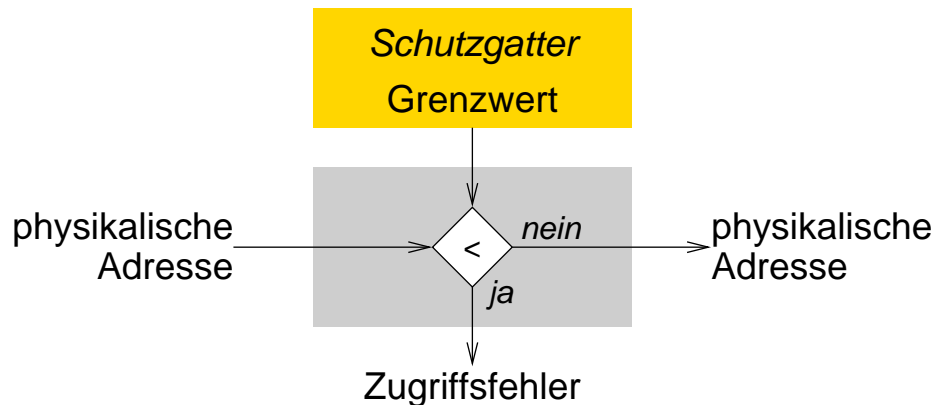 Schutzgatter
Grenzwert
physikalische
Adresse
<
nein
ja
physikalische
Adresse
Zugriffsfehler